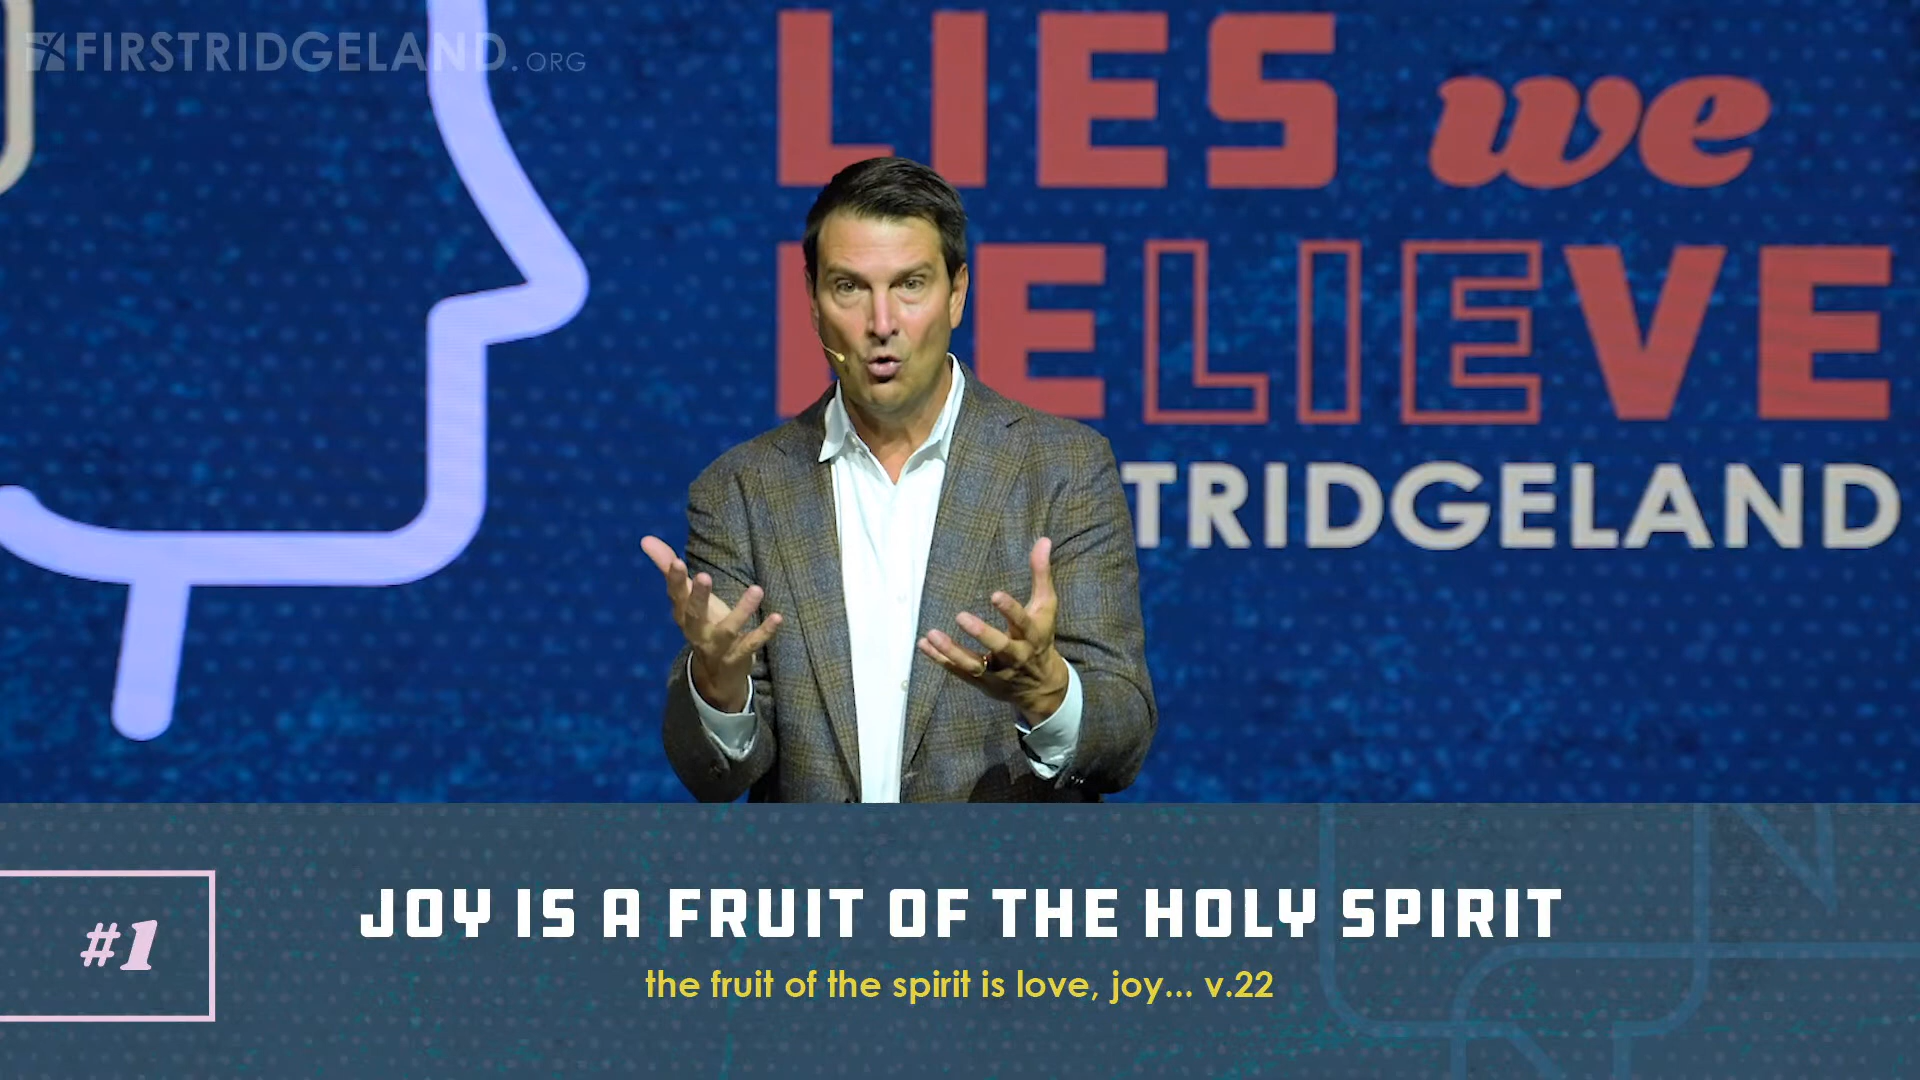 FIRSTRIDGELAND.ORG
LIES we
BELIEVE
TRIDGELAND
#1
JOY IS A FRUIT OF THE HOLY SPIRIT
the fruit of the spirit is love, joy... v.22